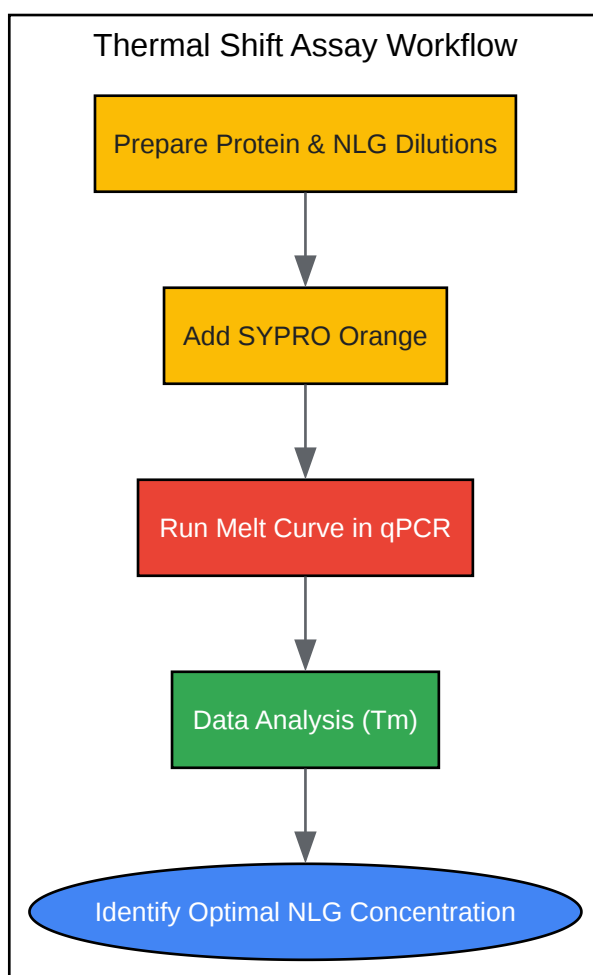 Thermal Shift Assay Workflow
Prepare Protein & NLG Dilutions
Add SYPRO Orange
Run Melt Curve in qPCR
Data Analysis (Tm)
Identify Optimal NLG Concentration